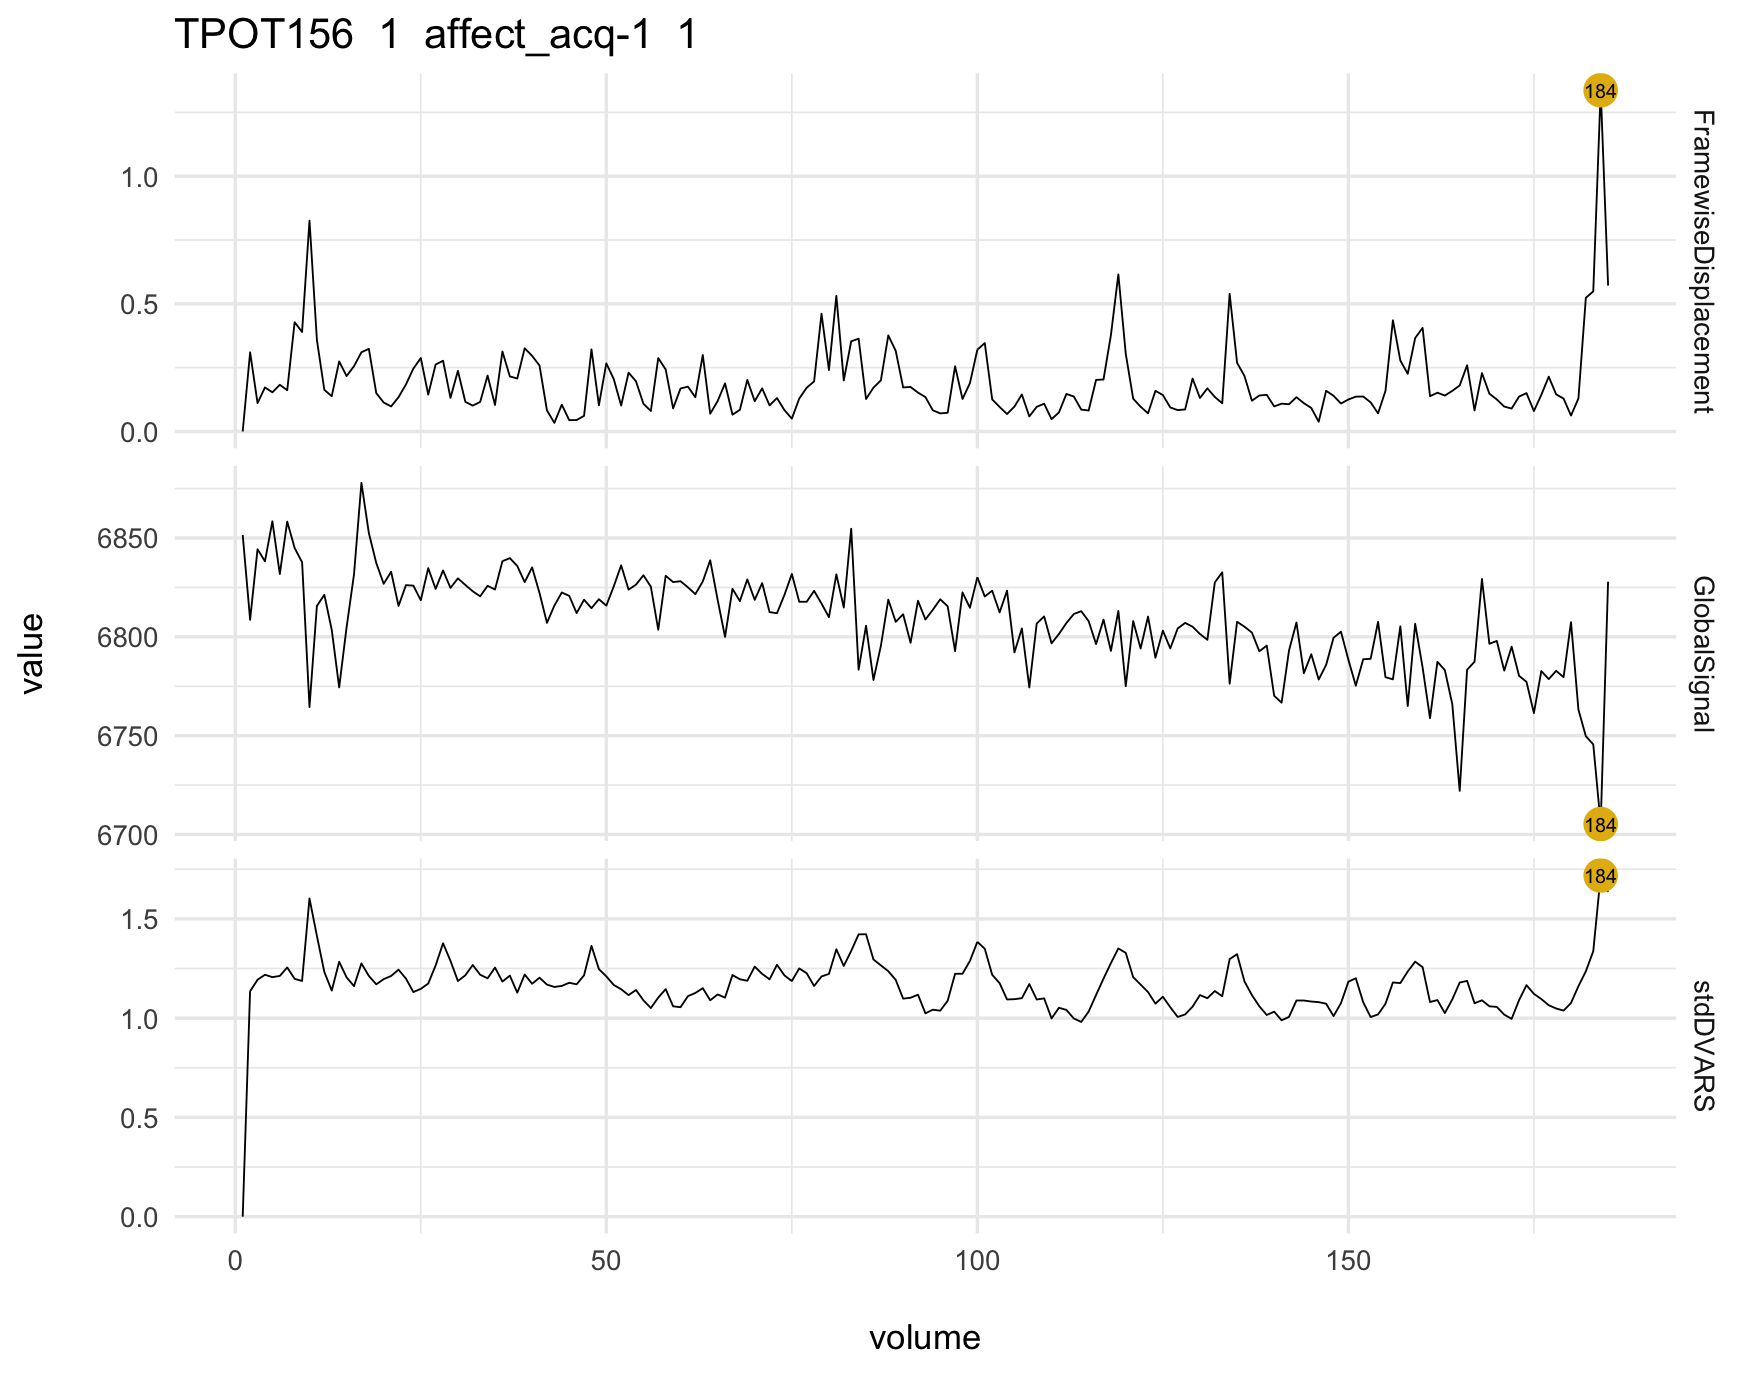 TPOT156 1 affect_acq-1 1
184
1.0
0.5
0.0
FramewiseDisplacement
6850
6800
6750
6700
184
GlobalSignal
value
184
1.5
1.0
0.5
0.0
stdDVARS
0 50 100 150
volume